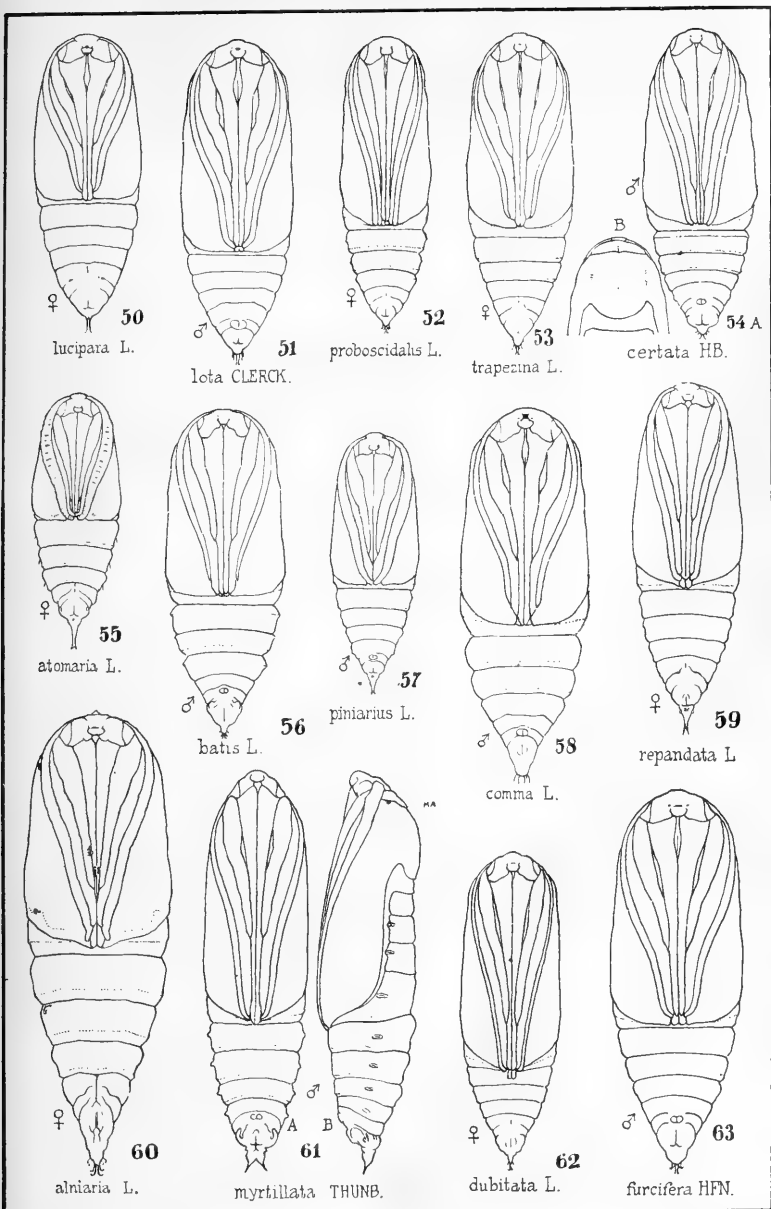 ♀ 50
lucipara L.
♂ 51
lota CLERCK.
♀ 52
proboscidalis L.
♀ 53
trapezina L.
♂ B
54 A
certata HB.
♀ 55
atomaria L.
♂ 56
batis L.
♂ 57
piniarius L.
♂ 58
comma L.
♀ 59
repandata L
♀ 60
alniaria L.
MA
♂
A 61 B
myrtillata THUNB.
♀ 62
dubitata L.
♂ 63
furcifera HFN.